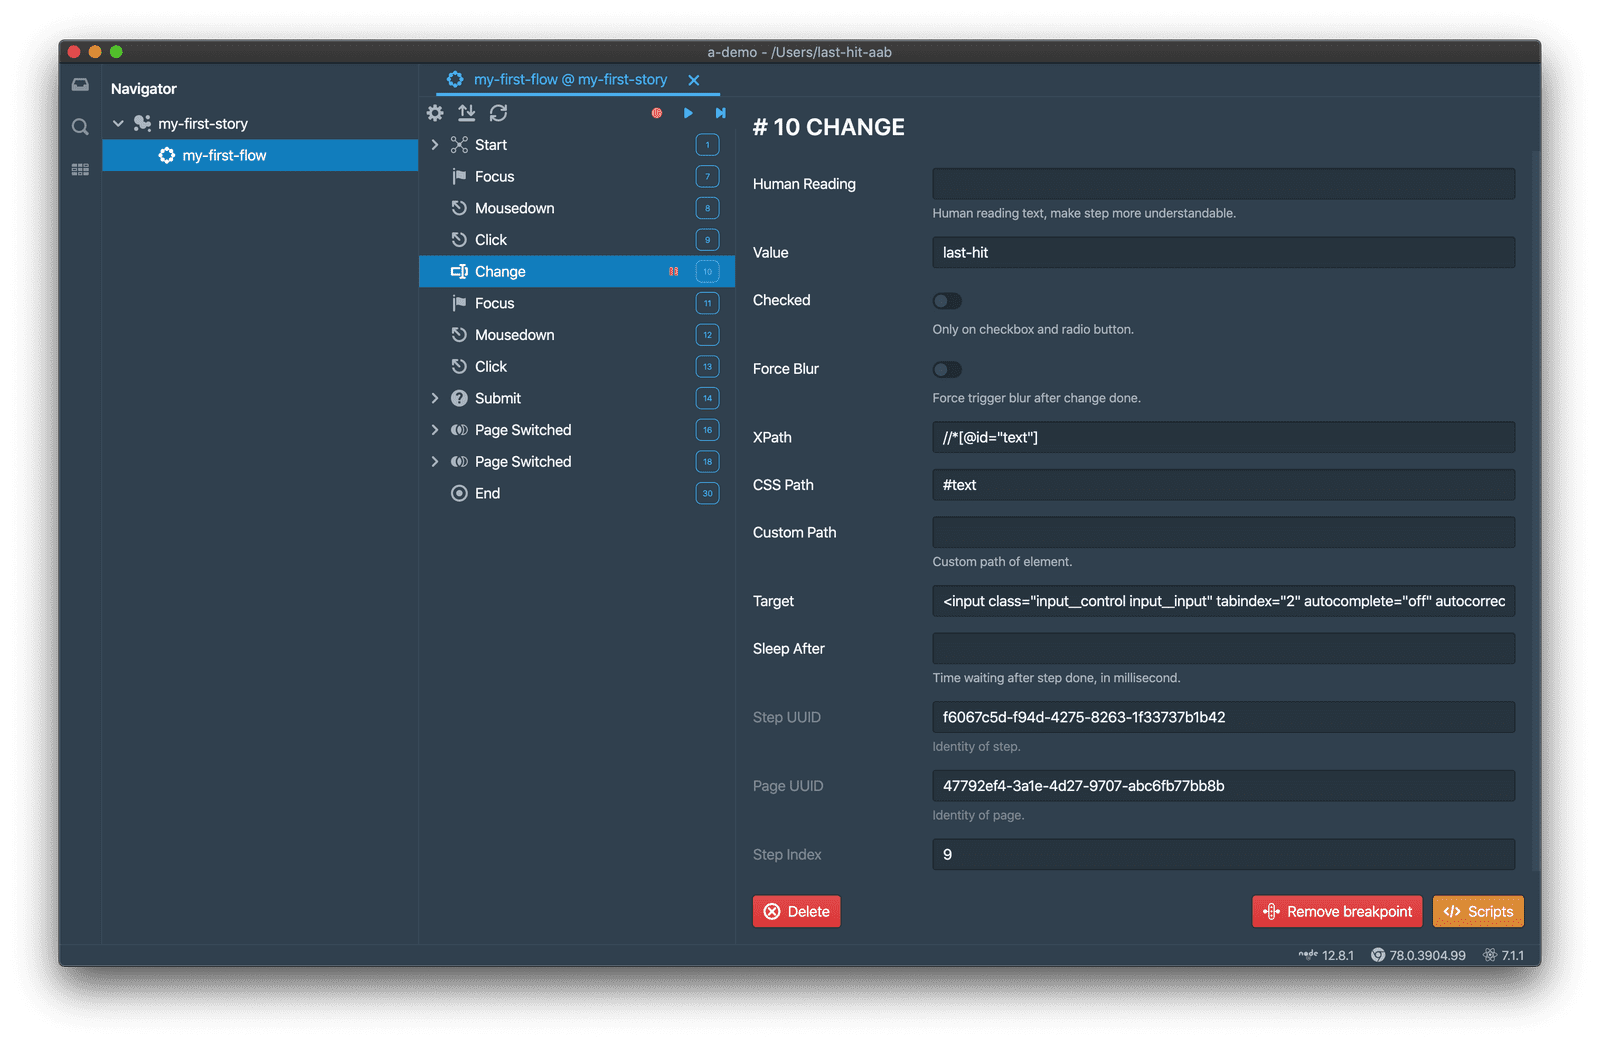 a-demo - /Users/last-hit-aab
Navigator
my-first-story
my-first-flow
my-first-flow @ my-first-story
Start 1
Focus 7
Mousedown 8
Click 9
Change 10
Focus 11
Mousedown 12
Click 13
Submit 14
Page Switched 16
Page Switched 18
End 30
# 10 CHANGE
Human Reading
Human reading text, make step more understandable.
Value last-hit
Checked
Only on checkbox and radio button.
Force Blur
Force trigger blur after change done.
XPath //*[@id="text"]
CSS Path #text
Custom Path
Custom path of element.
Target <input class="input__control input__input" tabindex="2" autocomplete="off" autocorrec
Sleep After
Time waiting after step done, in millisecond.
Step UUID f6067c5d-f94d-4275-8263-1f33737b1b42
Identity of step.
Page UUID 47792ef4-3a1e-4d27-9707-abc6fb77bb8b
Identity of page.
Step Index 9
Delete
Remove breakpoint
</> Scripts
node 12.8.1 78.0.3904.99 7.1.1